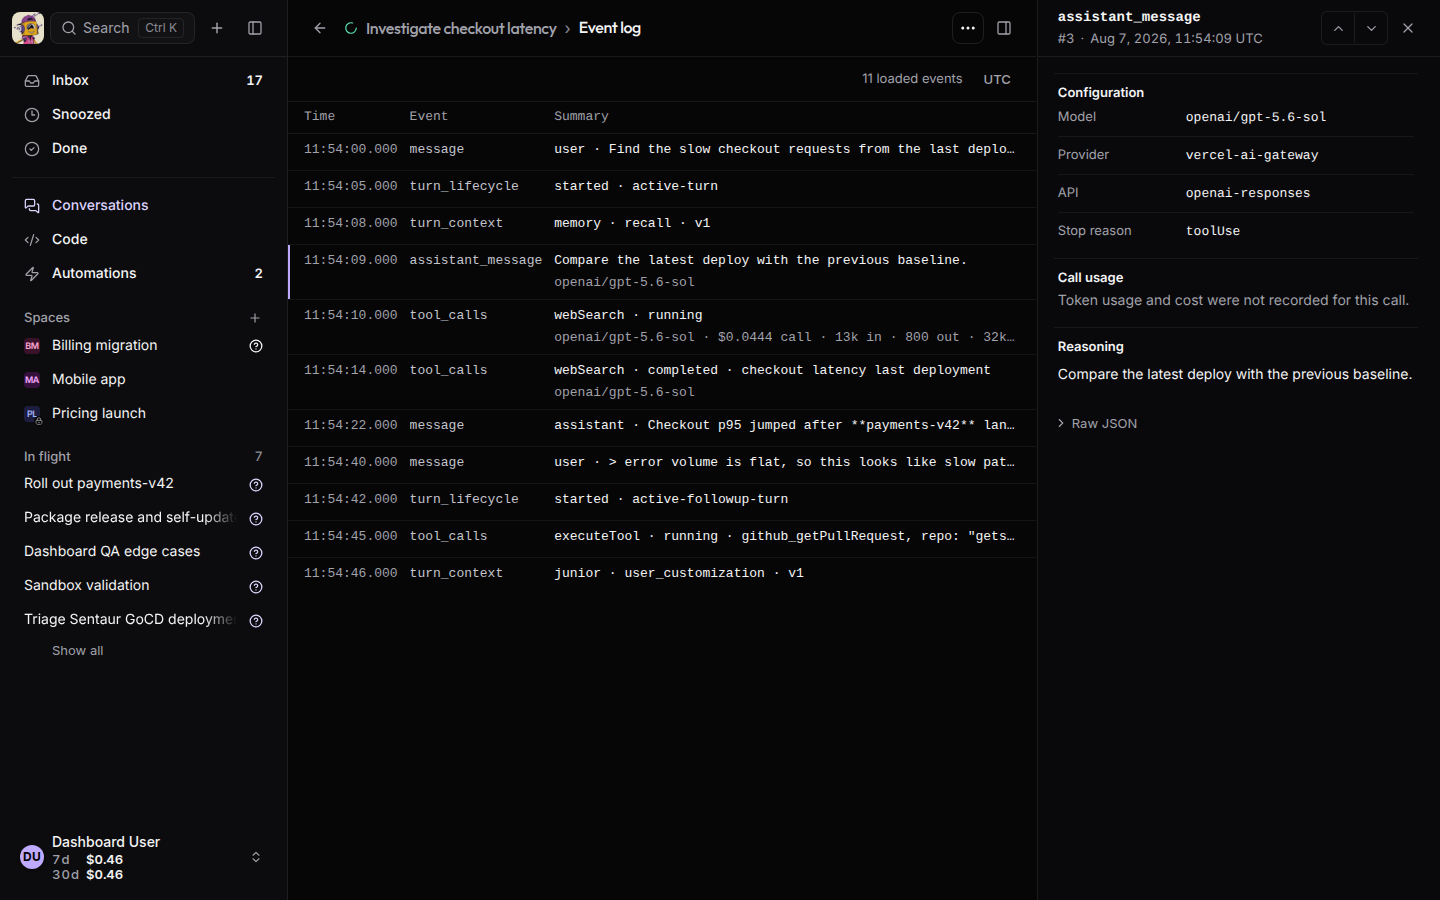 Search Ctrl K
Inbox 17
Snoozed
Done
Conversations
Code
Automations 2
Spaces
BM Billing migration
MA Mobile app
PL Pricing launch
In flight 7
Roll out payments-v42
Package release and self-updat
Dashboard QA edge cases
Sandbox validation
Triage Sentaur GoCD deployme
Show all
DU Dashboard User
7d $0.46
30d $0.46
Investigate checkout latency › Event log
11 loaded events UTC
Time Event Summary
11:54:00.000 message user · Find the slow checkout requests from the last deplo…
11:54:05.000 turn_lifecycle started · active-turn
11:54:08.000 turn_context memory · recall · v1
11:54:09.000 assistant_message Compare the latest deploy with the previous baseline.
openai/gpt-5.6-sol
11:54:10.000 tool_calls webSearch · running
openai/gpt-5.6-sol · $0.0444 call · 13k in · 800 out · 32k…
11:54:14.000 tool_calls webSearch · completed · checkout latency last deployment
openai/gpt-5.6-sol
11:54:22.000 message assistant · Checkout p95 jumped after **payments-v42** lan…
11:54:40.000 message user · > error volume is flat, so this looks like slow pat…
11:54:42.000 turn_lifecycle started · active-followup-turn
11:54:45.000 tool_calls executeTool · running · github_getPullRequest, repo: "gets…
11:54:46.000 turn_context junior · user_customization · v1
assistant_message
#3 · Aug 7, 2026, 11:54:09 UTC
Configuration
Model openai/gpt-5.6-sol
Provider vercel-ai-gateway
API openai-responses
Stop reason toolUse
Call usage
Token usage and cost were not recorded for this call.
Reasoning
Compare the latest deploy with the previous baseline.
Raw JSON